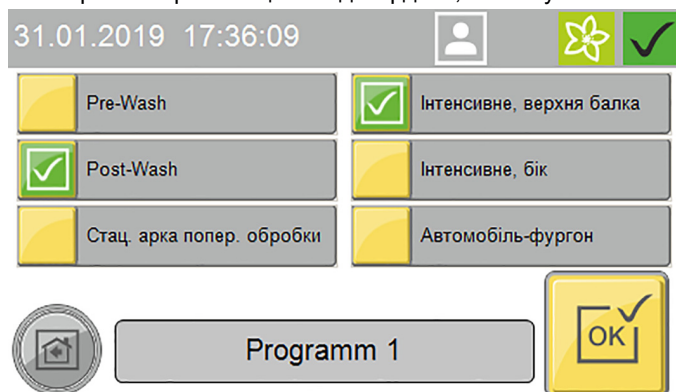 31.01.2019 17:36:09
Pre-Wash
Інтенсивне, верхня балка
Post-Wash
Інтенсивне, бік
Стац. арка попер. обробки
Автомобіль-фургон
Programm 1
OK